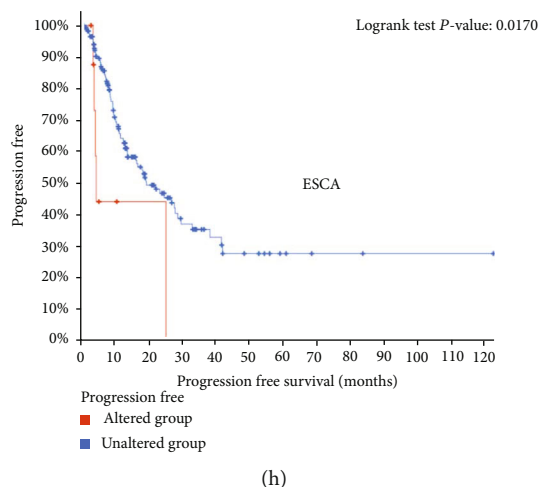 Logrank test P-value: 0.0170
100%
90%
80%
70%
60%
50%
40%
30%
20%
10%
0%
Progression free
ESCA
0 10 20 30 40 50 60 70 80 90 100 110 120
Progression free survival (months)
Progression free
Altered group
Unaltered group
(h)